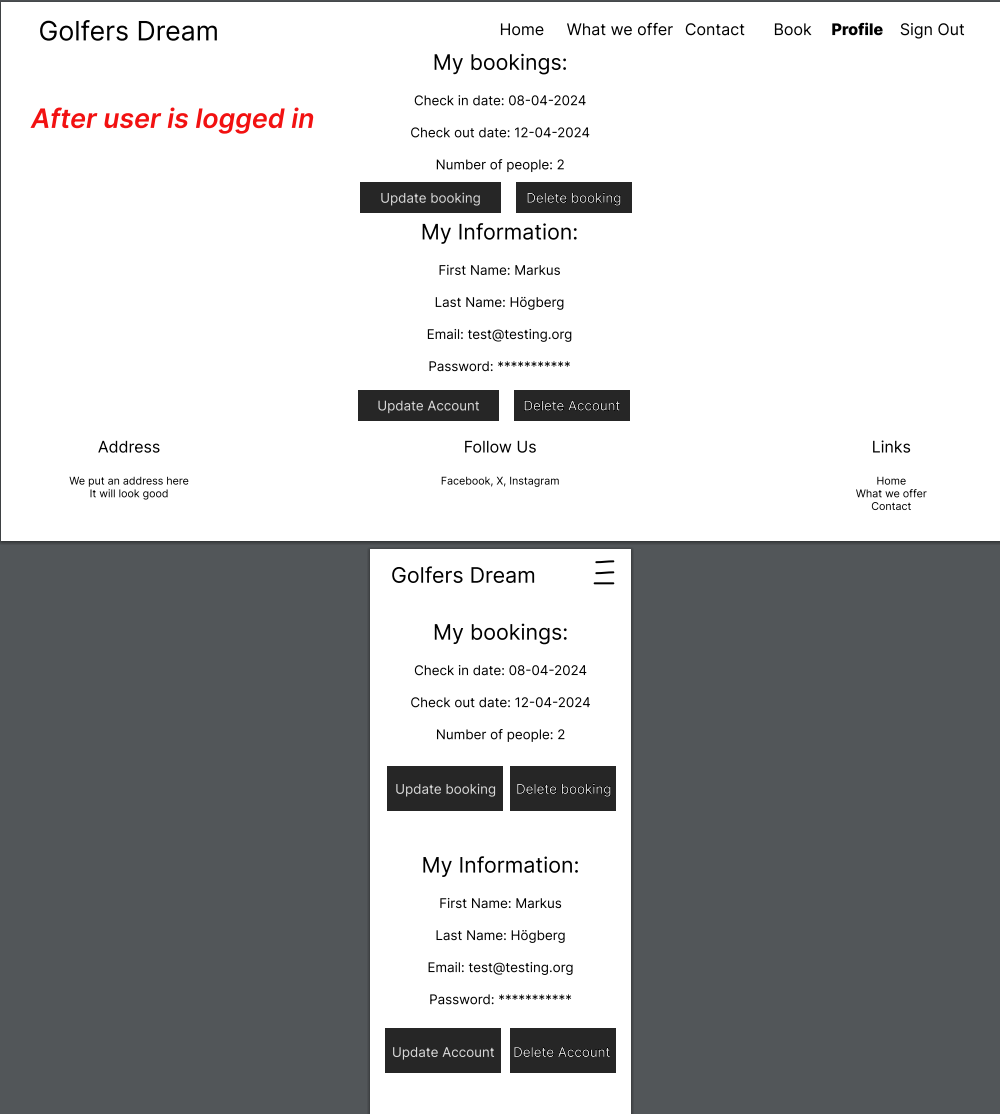 Golfers Dream
Home What we offer Contact Book Profile Sign Out
My bookings:
After user is logged in
Check in date: 08-04-2024
Check out date: 12-04-2024
Number of people: 2
Update booking Delete booking
My Information:
First Name: Markus
Last Name: Högberg
Email: test@testing.org
Password: ***********
Update Account Delete Account
Address
We put an address here
It will look good
Follow Us
Facebook, X, Instagram
Links
Home
What we offer
Contact
Golfers Dream
My bookings:
Check in date: 08-04-2024
Check out date: 12-04-2024
Number of people: 2
Update booking Delete booking
My Information:
First Name: Markus
Last Name: Högberg
Email: test@testing.org
Password: ***********
Update Account Delete Account